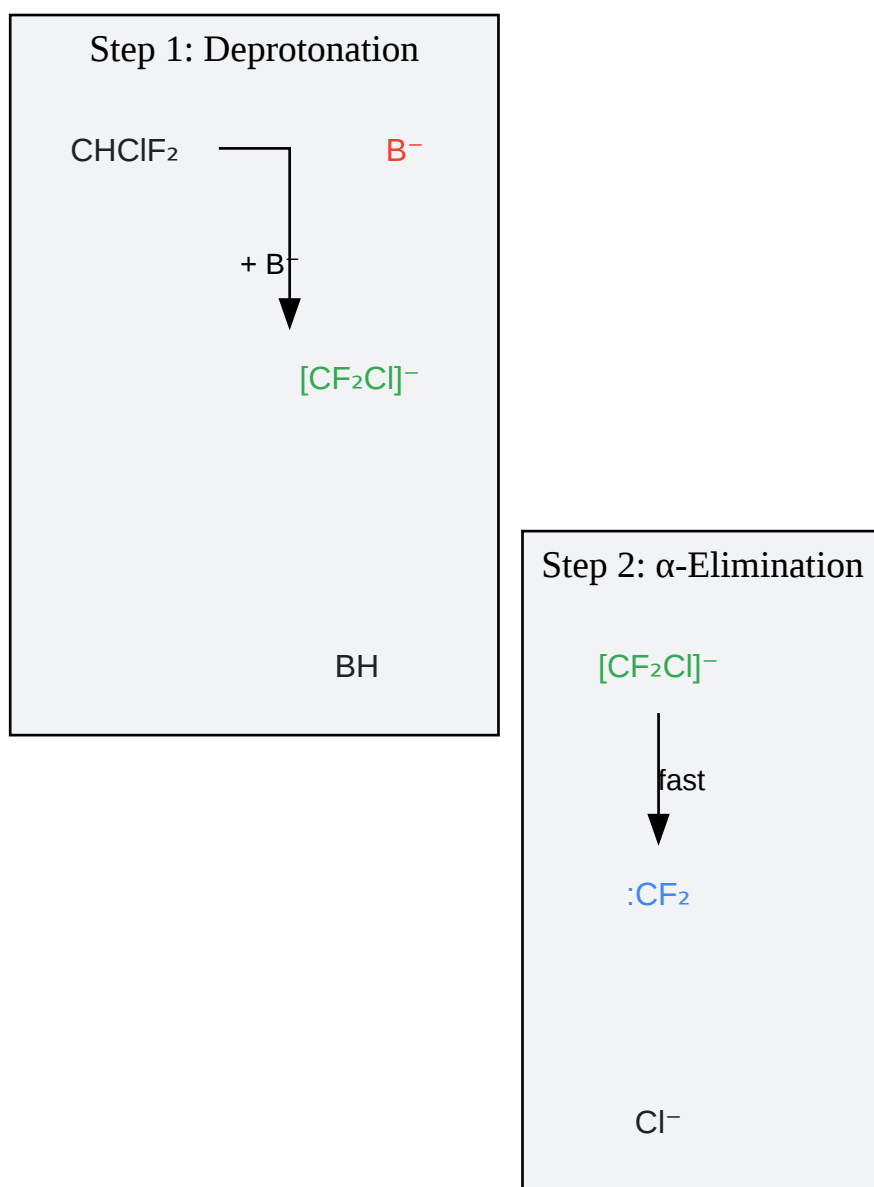 Step 1: Deprotonation
CHClF₂
B⁻
+ B⁻
[CF₂Cl]⁻
BH
Step 2: α-Elimination
[CF₂Cl]⁻
fast
:CF₂
Cl⁻